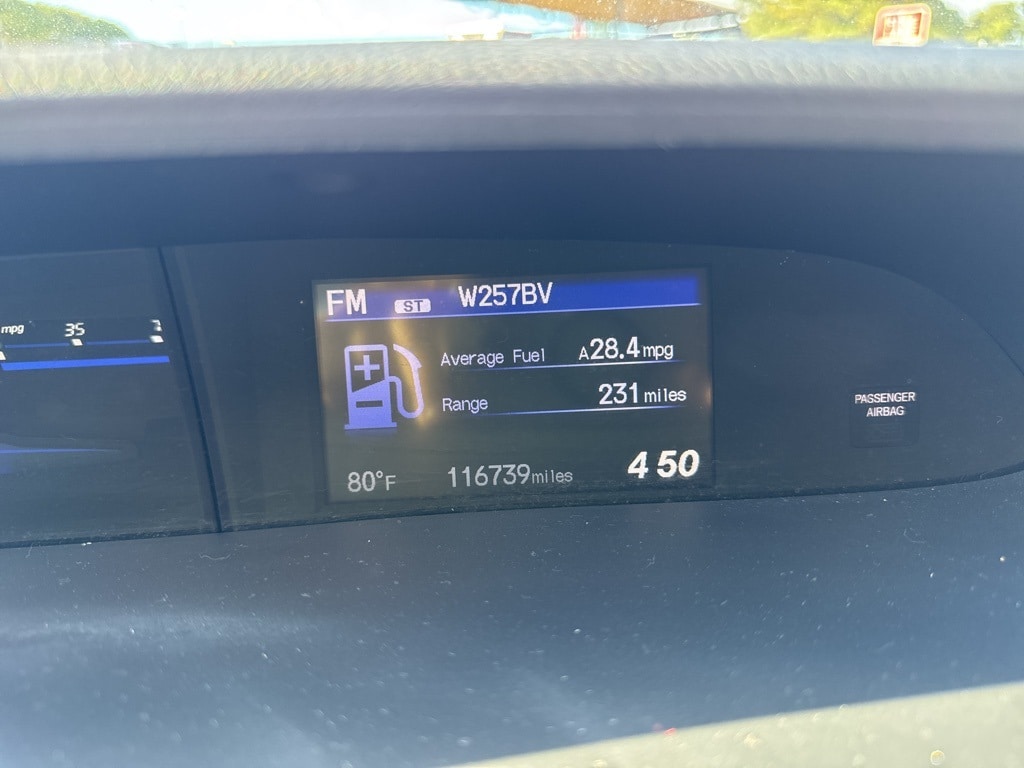 FM ST W257BV
mpg 35
Average Fuel A28.4mpg
Range 231miles
PASSENGER
AIRBAG
80°F 116739miles 4 50